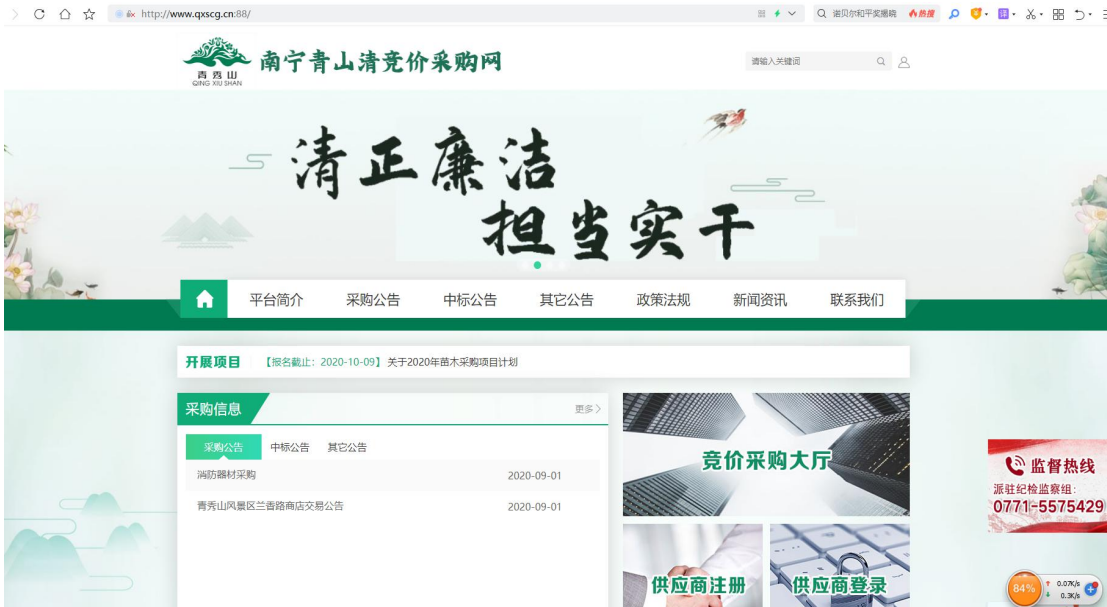 http://www.qxscg.cn:88/
诺贝尔和平奖揭晓
热搜
青秀山
QING XIU SHAN
南宁青山清竞价采购网
请输入关键词
清正廉洁
担当实干
平台简介 采购公告 中标公告 其它公告 政策法规 新闻资讯 联系我们
开展项目 【报名截止：2020-10-09】 关于2020年苗木采购项目计划
采购信息 更多
采购公告 中标公告 其它公告
消防器材采购 2020-09-01
青秀山风景区兰香路商店交易公告 2020-09-01
竞价采购大厅
供应商注册 供应商登录
监督热线
派驻纪检监察组:
0771-5575429
84%
0.07K/s
0.3K/s